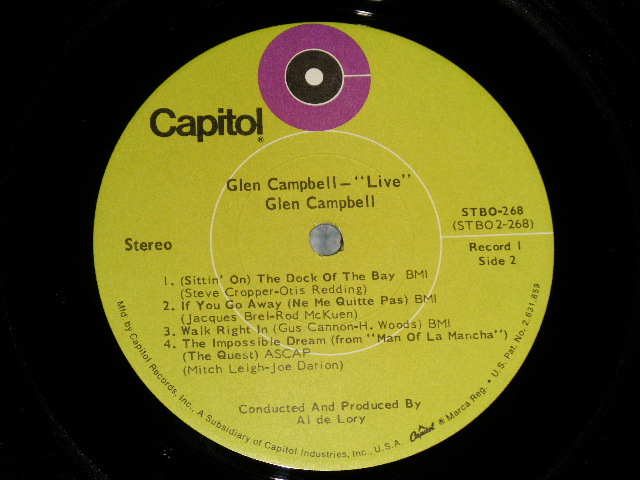 Capitol®
Glen Campbell—"Live"
Glen Campbell
STBO-268
(STBO2-268)
Stereo
Record 1
Side 2
1. (Sittin' On) The Dock Of The Bay BMI
(Steve Cropper-Otis Redding)
2. If You Go Away (Ne Me Quitte Pas) BMI
(Jacques Brel-Rod McKuen)
3. Walk Right In (Gus Cannon-H. Woods) BMI
4. The Impossible Dream (from "Man Of La Mancha")
(The Quest) ASCAP
(Mitch Leigh-Joe Darion)
Conducted And Produced By
Al de Lory
Mfd by Capitol Records, Inc., A Subsidiary of Capitol Industries, Inc., U.S.A. Capitol ® Marca Reg. • U.S. Pat. No. 2,631,859